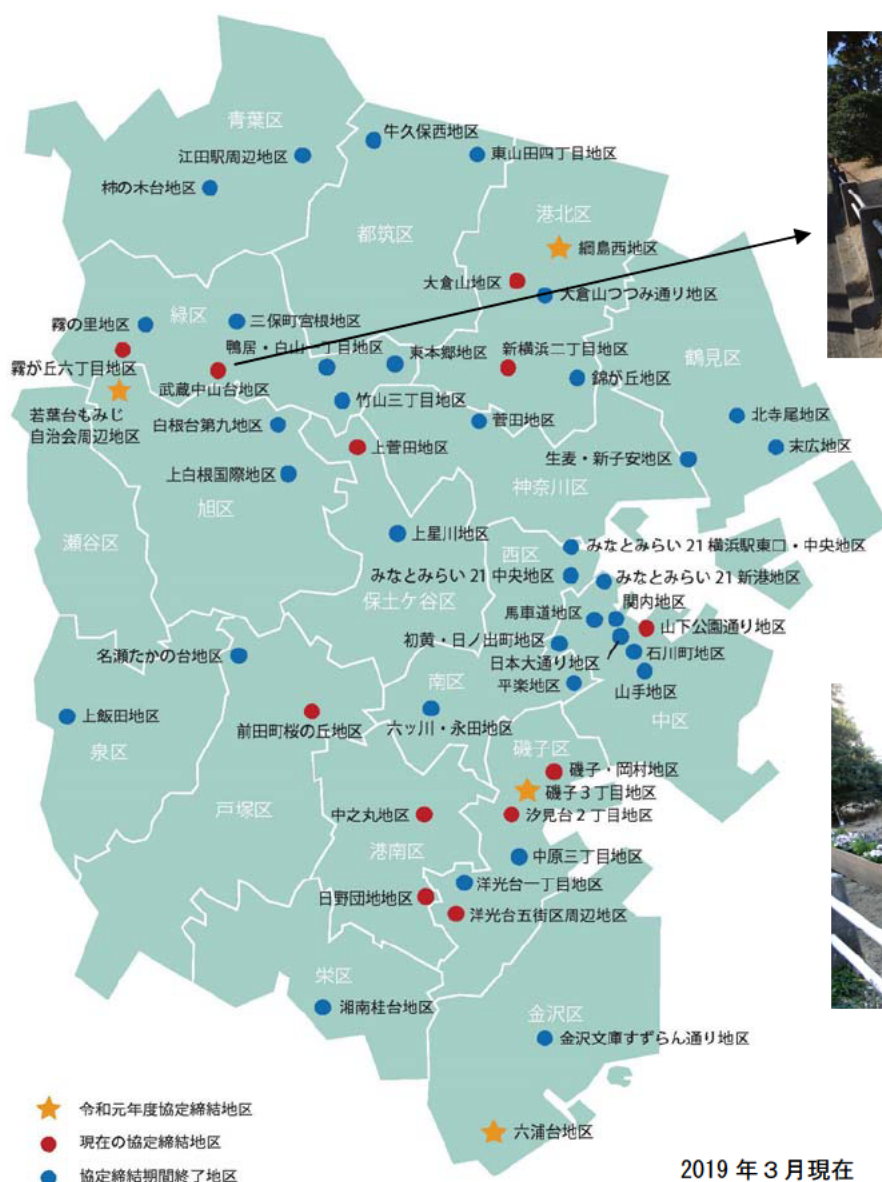 青葉区
牛久保西地区
江田駅周辺地区
東山田四丁目地区
柿の木台地区
港北区
都筑区
綱島西地区
大倉山地区
大倉山つつみ通り地区
緑区
霧の里地区
三保町宮根地区
鴨居・白山一丁目地区
東本郷地区
新横浜二丁目地区
鶴見区
霧が丘六丁目地区
武蔵中山台地区
錦が丘地区
若葉台もみじ
自治会周辺地区
竹山三丁目地区
白根台第九地区
菅田地区
北寺尾地区
上菅田地区
末広地区
上白根国際地区
生麦・新子安地区
神奈川区
旭区
瀬谷区
上星川地区
西区
みなとみらい 21 横浜駅東口・中央地区
みなとみらい 21 中央地区
みなとみらい 21 新港地区
保土ケ谷区
関内地区
馬車道地区
山下公園通り地区
初黄・日ノ出町地区
石川町地区
名瀬たかの台地区
日本大通り地区
南区
平楽地区
山手地区
上飯田地区
前田町桜の丘地区
六ッ川・永田地区
中区
泉区
磯子区
磯子・岡村地区
戸塚区
磯子3丁目地区
中之丸地区
汐見台2丁目地区
港南区
中原三丁目地区
洋光台一丁目地区
日野団地地区
洋光台五街区周辺地区
栄区
湘南桂台地区
金沢区
金沢文庫すずらん通り地区
令和元年度協定締結地区
六浦台地区
現在の協定締結地区
協定締結期間終了地区
2019 年3月現在